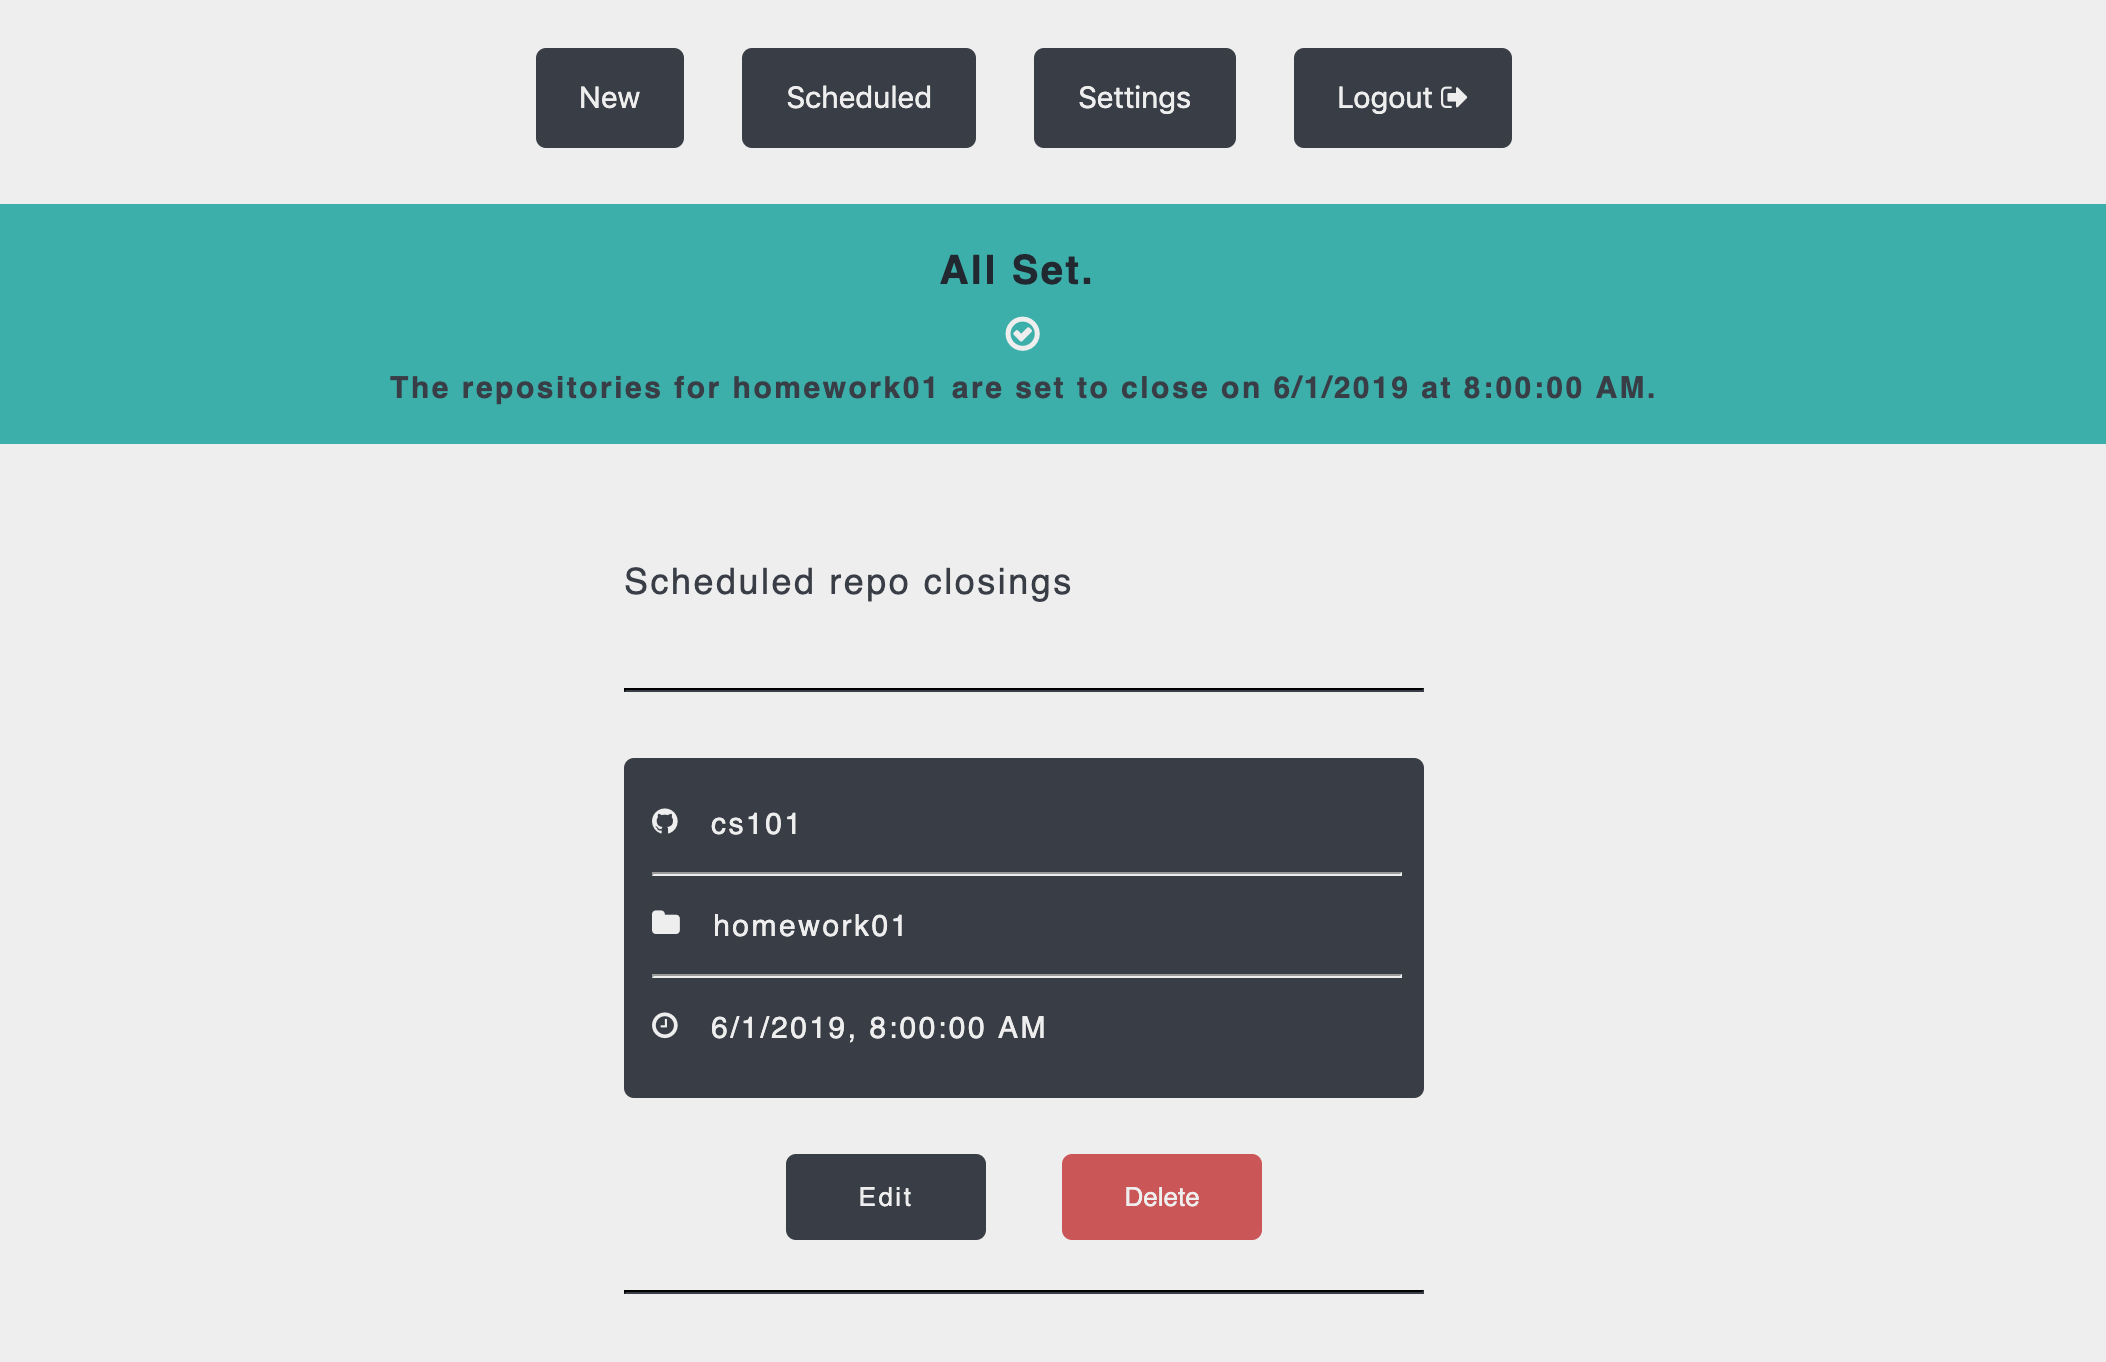 New Scheduled Settings Logout
All Set.
The repositories for homework01 are set to close on 6/1/2019 at 8:00:00 AM.
Scheduled repo closings
cs101
homework01
6/1/2019, 8:00:00 AM
Edit Delete